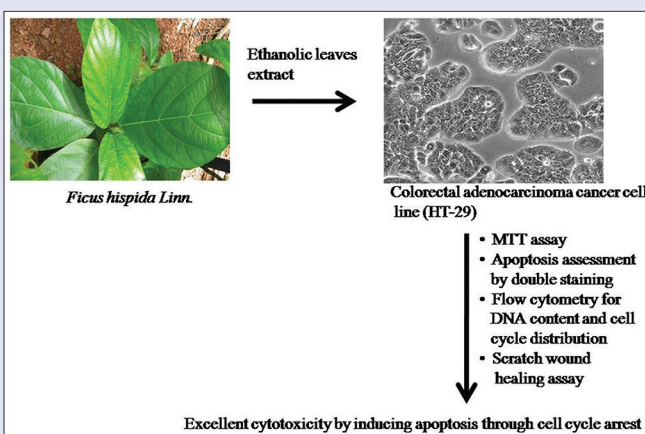 Ethanolic leaves
extract
Ficus hispida Linn.
Colorectal adenocarcinoma cancer cell
line (HT-29)
• MTT assay
• Apoptosis assessment
by double staining
• Flow cytometry for
DNA content and cell
cycle distribution
• Scratch wound
healing assay
Excellent cytotoxicity by inducing apoptosis through cell cycle arrest